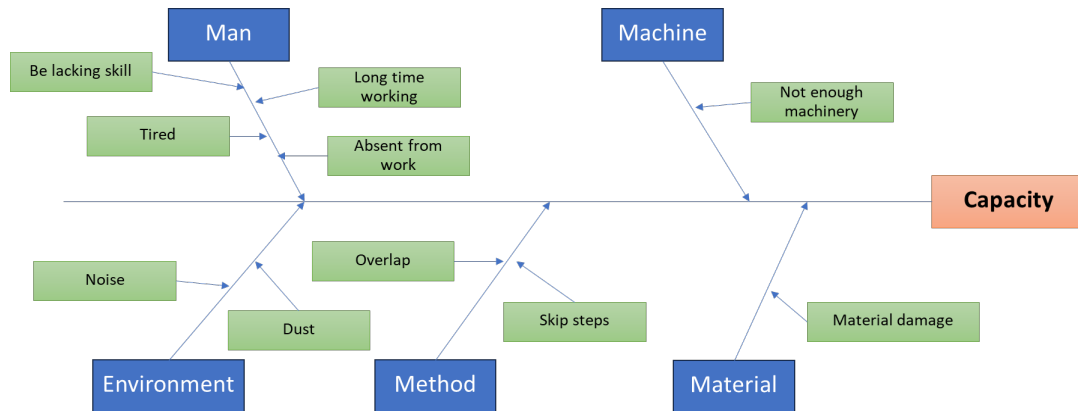 Man
Machine
Be lacking skill
Long time
working
Not enough
machinery
Tired
Absent from
work
Capacity
Overlap
Noise
Skip steps
Material damage
Dust
Environment
Method
Material